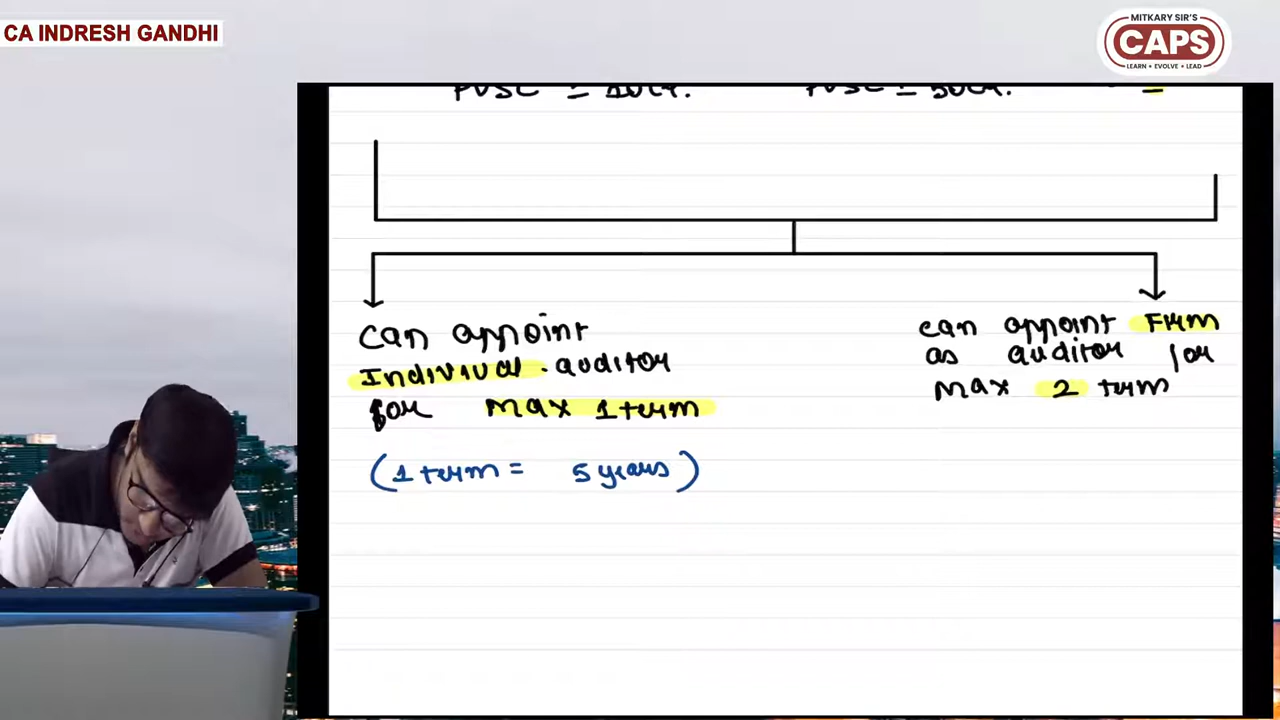 CA INDRESH GANDHI
MITKARY SIR'S
CAPS
LEARN • EVOLVE • LEAD
can appoint
Individual auditor
for max 1 term
(1 term = 5 years)
can appoint Firm
as auditor for
max 2 term